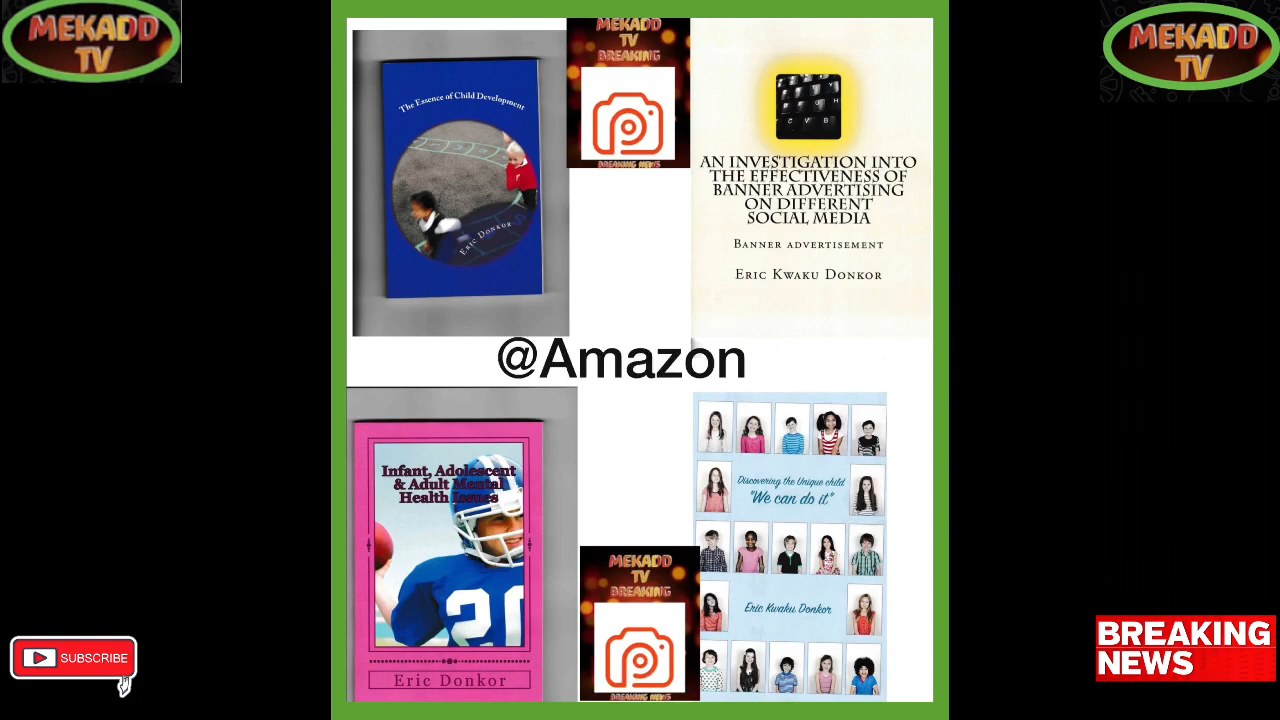 MEKADD
TV
MEKADD
TV
BREAKING
BREAKING NEWS
MEKADD
TV
The Essence of Child Development
Eric Donkor
Y
G H
C V B
AN INVESTIGATION INTO
THE EFFECTIVENESS OF
BANNER ADVERTISING
ON DIFFERENT
SOCIAL MEDIA
BANNER ADVERTISEMENT
ERIC KWAKU DONKOR
@Amazon
Infant, Adolescent
& Adult Mental
Health Issues
20
Eric Donkor
MEKADD
TV
BREAKING
BREAKING NEWS
Discovering the Unique child
"We can do it"
Eric Kwaku Donkor
SUBSCRIBE
BREAKING
NEWS